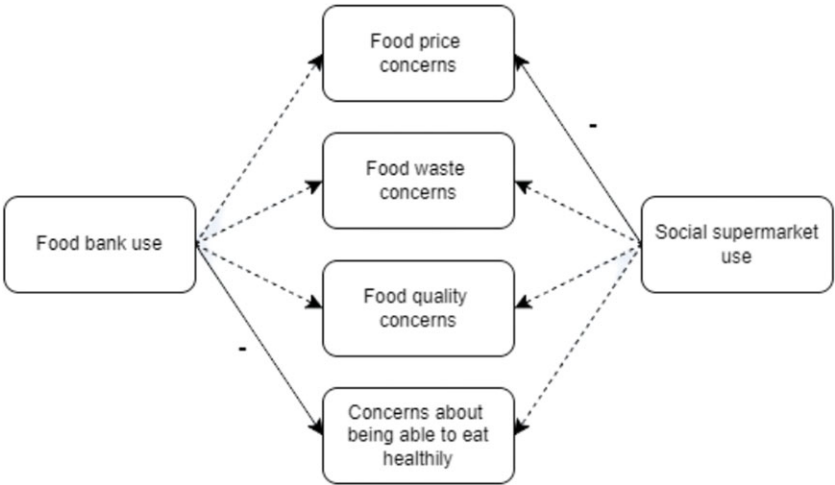 Food price
concerns
-
Food waste
concerns
Food bank use
Social supermarket
use
Food quality
concerns
-
Concerns about
being able to eat
healthily